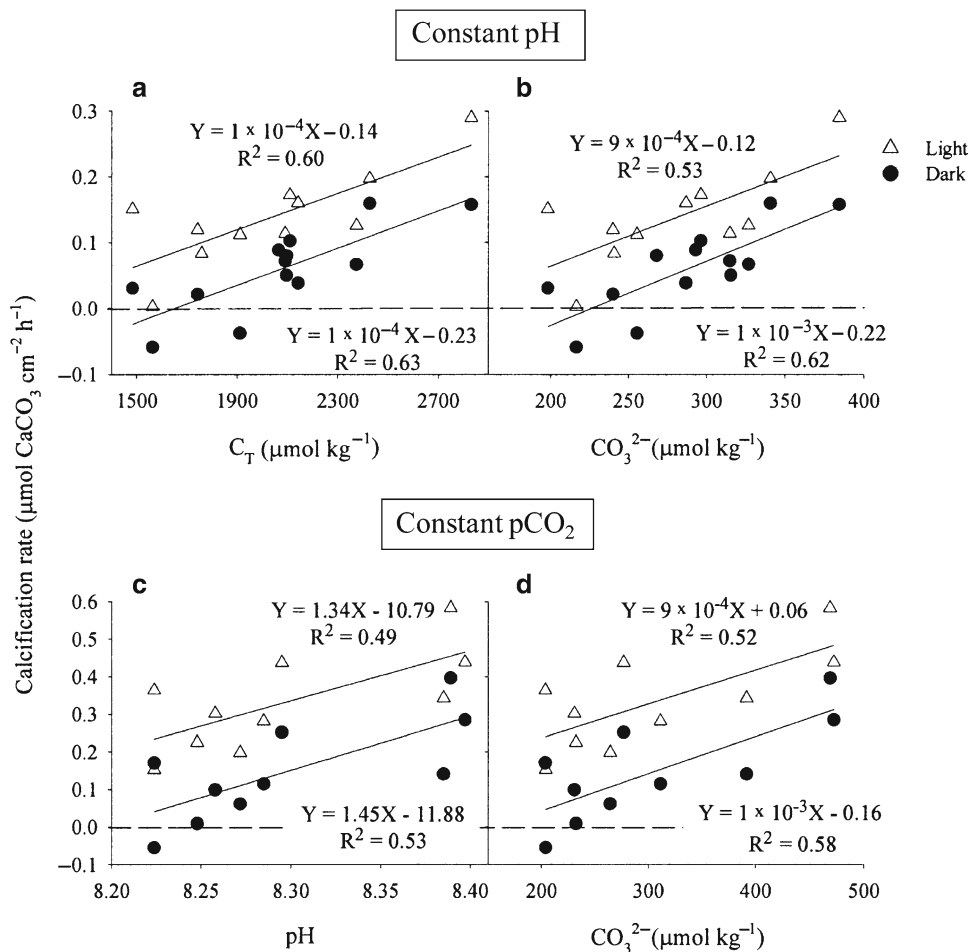 Constant pH
a
b
Y = 1 × 10⁻⁴X−0.14
R² = 0.60
Y = 9 × 10⁻⁴X−0.12
R² = 0.53
Light
Dark
0.3
0.2
0.1
0.0
−0.1
Y = 1 × 10⁻⁴ X−0.23
R² = 0.63
Y = 1 × 10⁻³X−0.22
R² = 0.62
1500 1900 2300 2700
200 250 300 350 400
C_T (μmol kg⁻¹)
CO₃²⁻(μmol kg⁻¹)
Calcification rate (μmol CaCO₃ cm⁻² h⁻¹)
Constant pCO₂
c
d
Y = 1.34X - 10.79
R² = 0.49
Y = 9 × 10⁻⁴X + 0.06
R² = 0.52
0.6
0.5
0.4
0.3
0.2
0.1
0.0
−0.1
Y = 1.45X - 11.88
R² = 0.53
Y = 1 × 10⁻³X - 0.16
R² = 0.58
8.20 8.25 8.30 8.35 8.40
200 300 400 500
pH
CO₃²⁻(μmol kg⁻¹)